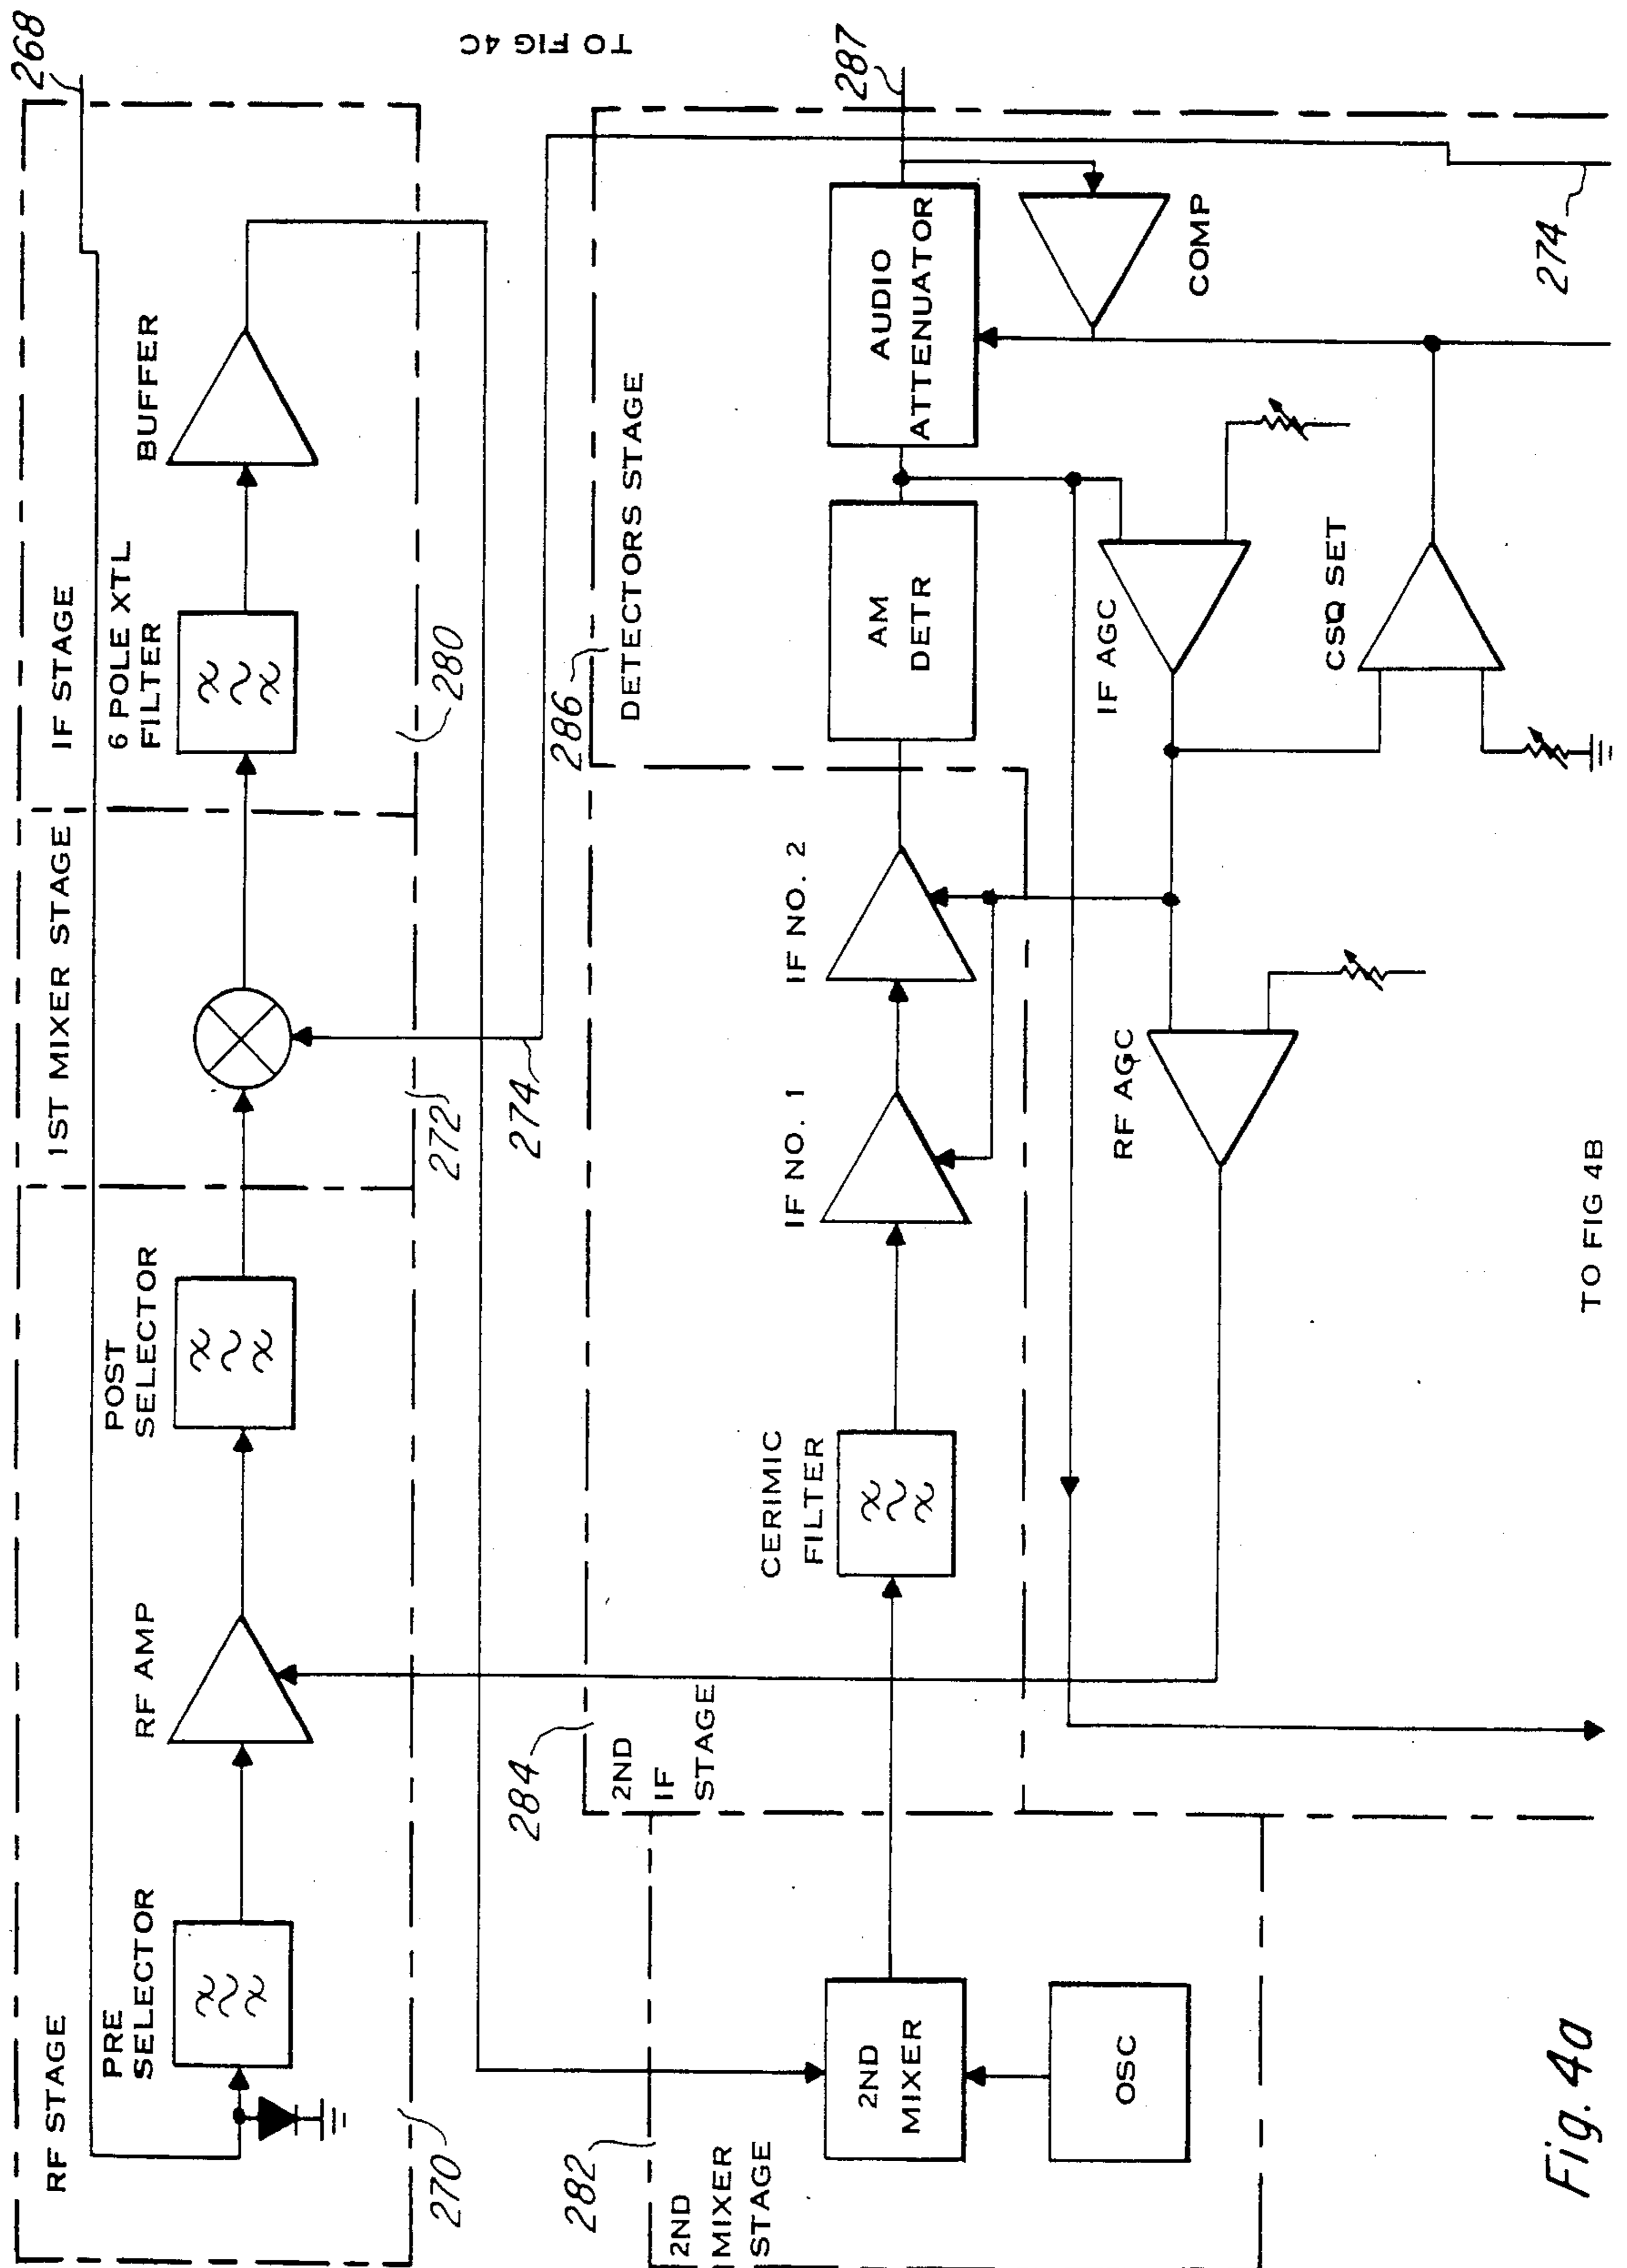 268
TO FIG 4C
RF STAGE
PRE
SELECTOR
RF AMP
POST
SELECTOR
1ST MIXER STAGE
IF STAGE
6 POLE XTL
FILTER
BUFFER
270
272
274
280
282
2ND
MIXER
STAGE
2ND
MIXER
OSC
284
2ND
IF
STAGE
CERIMIC
FILTER
IF NO. 1
IF NO. 2
286
DETECTORS STAGE
AM
DETR
AUDIO
ATTENUATOR
287
COMP
IF AGC
RF AGC
CSQ SET
274
TO FIG 4B
Fig. 4a